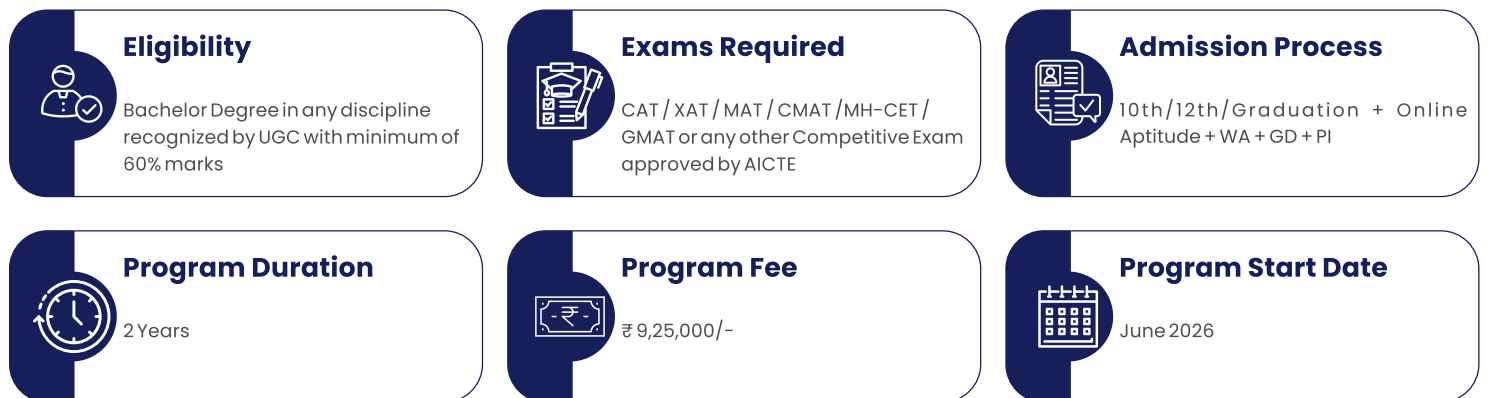 Eligibility
Bachelor Degree in any discipline
recognized by UGC with minimum of
60% marks
Exams Required
CAT / XAT / MAT / CMAT /MH-CET /
GMAT or any other Competitive Exam
approved by AICTE
Admission Process
10th/12th/Graduation + Online
Aptitude + WA + GD + PI
Program Duration
2 Years
Program Fee
₹ 9,25,000/-
Program Start Date
June 2026